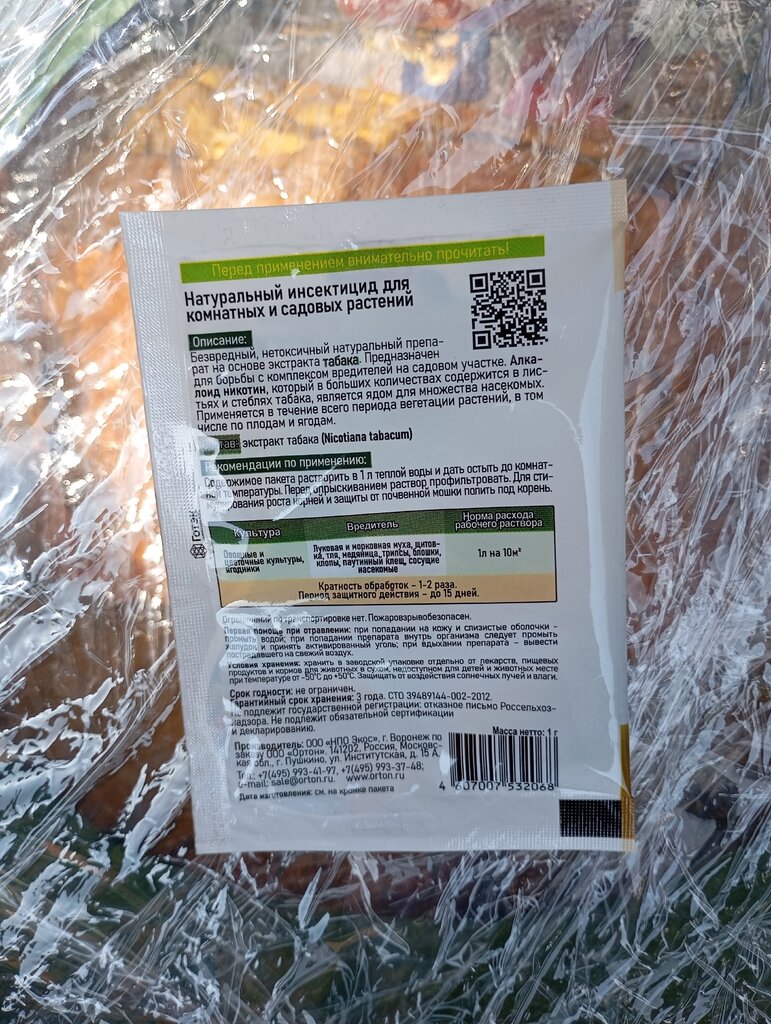 Перед применением внимательно прочитать!
Натуральный инсектицид для
комнатных и садовых растений
Описание:
Безвредный, нетоксичный натуральный препа-
рат на основе экстракта табака. Предназначен
для борьбы с комплексом вредителей на садовом участке. Алка-
лоид никотин, который в больших количествах содержится в лис-
тьях и стеблях табака, является ядом для множества насекомых.
Применяется в течение всего периода вегетации растений, в том
числе по плодам и ягодам.
экстракт табака (Nicotiana tabacum)
Рекомендации по применению:
Содержимое пакета растворить в 1 л теплой воды и дать остыть до комнат-
температуры. Перед опрыскиванием раствор профильтровать. Для сти-
мулирования роста корней и защиты от почвенной мошки полить под корень.
Культура Вредитель Норма расхода
рабочего раствора
Овощные и
цветочные культуры,
ягодники
Луковая и морковная муха, щитов-
ка, тля, медяница, трипсы, блошки,
клопы, паутинный клещ, сосущие
насекомые
1л на 10м²
Кратность обрабтоке – 1-2 раза.
Период защитного действия – до 15 дней.
Ограничений по транспортировке нет. Пожаровзрывобезопасен.
Первая помощь при отравлении: при попадании на кожу и слизистые оболочки –
промыть водой; при попадании препарата внутрь организма следует промыть
желудок и принять активированный уголь; при вдыхании препарата – вывести
пострадавшего на свежий воздух.
Условия хранения: хранить в заводской упаковке отдельно от лекарств, пищевых
продуктов и кормов для животных в сухом, недоступном для детей и животных месте
при температуре от -50°С до +50°С. Защищать от воздействия солнечных лучей и влаги.
Срок годности: не ограничен.
Гарантийный срок хранения: 3 года. СТО 39489144-002-2012.
Не подлежит государственной регистрации: отказное письмо Россельхоз-
надзора. Не подлежит обязательной сертификации
и декларированию.
Масса нетто: 1 г
Производитель: ООО «НПО Экос», г. Воронеж по
заказу ООО «Ортон». 141202, Россия, Московс-
кая обл., г. Пушкино, ул. Институтская, д. 15 А.
Тел.: +7(495) 993-41-97, +7(495) 993-37-48;
e-mail: sale@orton.ru. www.orton.ru
Дата изготовления: см. на кромке пакета
4 607007 532068